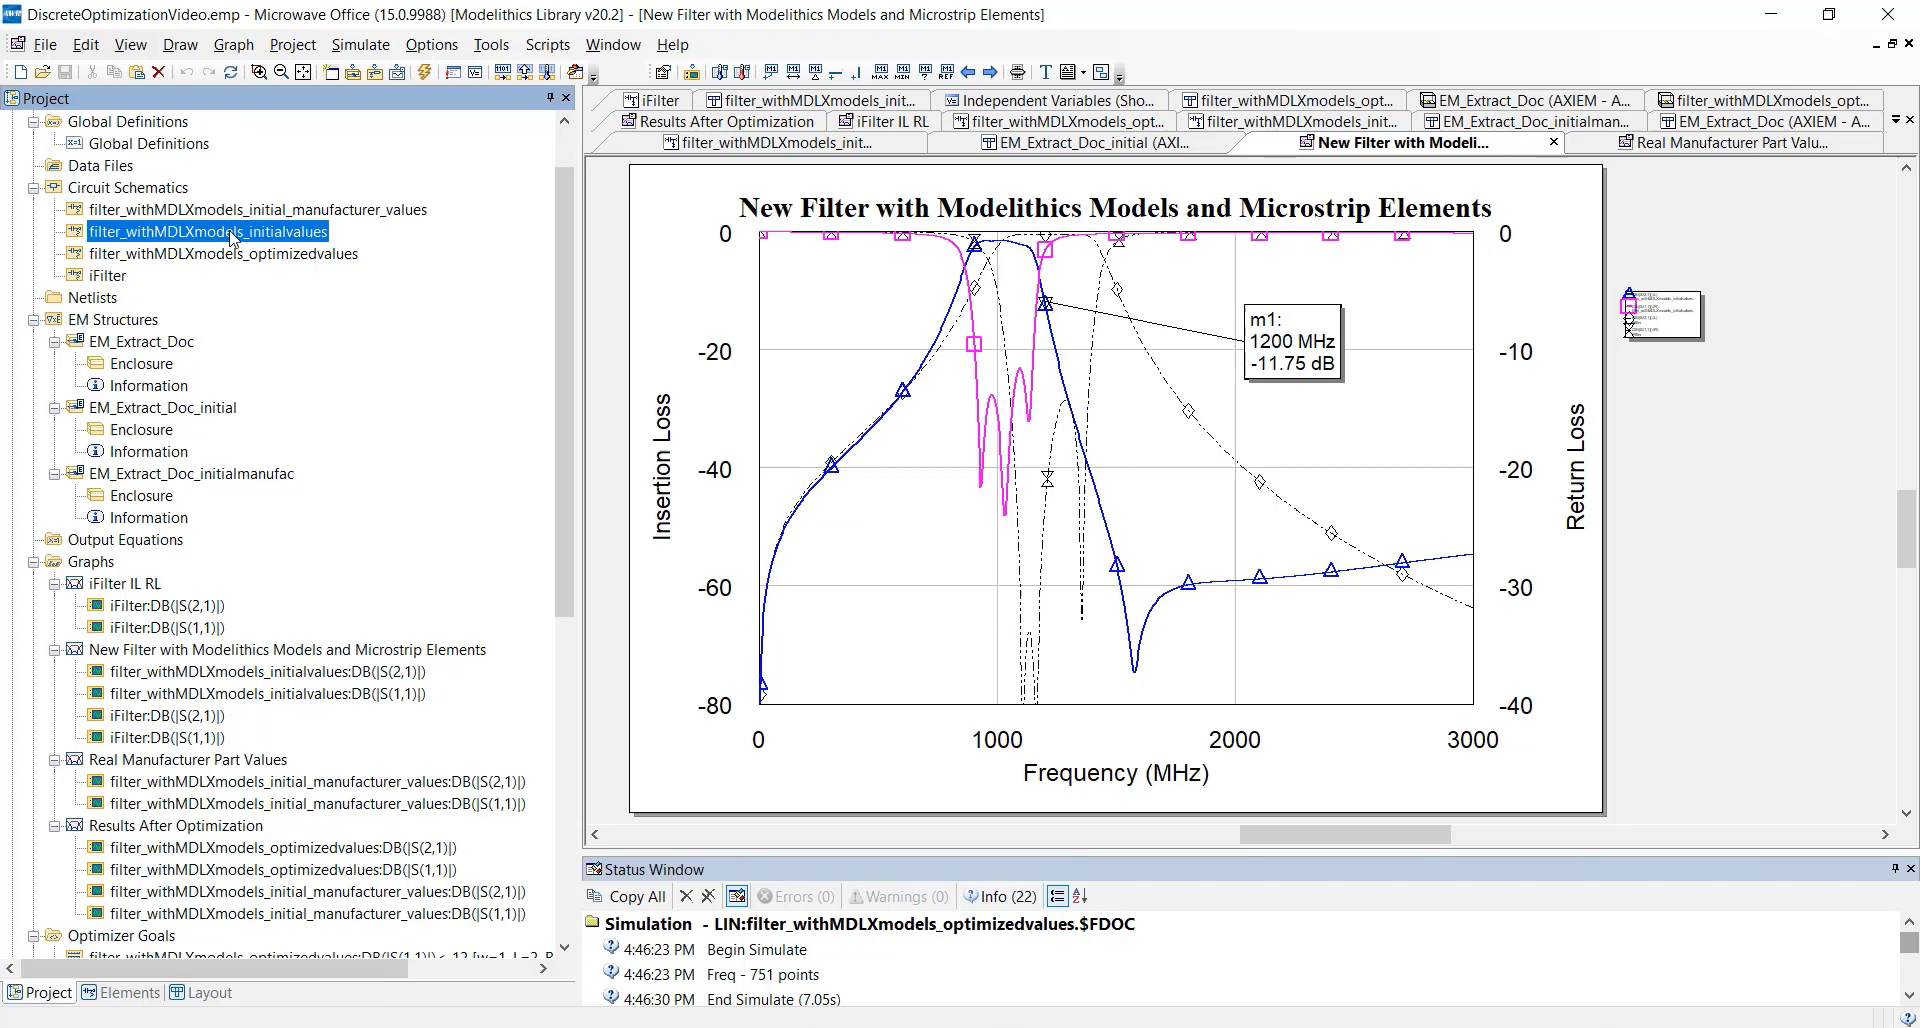 DiscreteOptimizationVideo.emp - Microwave Office (15.0.9988) [Modelithics Library v20.2] - [New Filter with Modelithics Models and Microstrip Elements]
File Edit View Draw Graph Project Simulate Options Tools Scripts Window Help
Project
Global Definitions
Global Definitions
Data Files
Circuit Schematics
filter_withMDLXmodels_initial_manufacturer_values
filter_withMDLXmodels_initialvalues
filter_withMDLXmodels_optimizedvalues
iFilter
Netlists
EM Structures
EM_Extract_Doc
Enclosure
Information
EM_Extract_Doc_initial
Enclosure
Information
EM_Extract_Doc_initialmanufac
Enclosure
Information
Output Equations
Graphs
iFilter IL RL
iFilter:DB(|S(2,1)|)
iFilter:DB(|S(1,1)|)
New Filter with Modelithics Models and Microstrip Elements
filter_withMDLXmodels_initialvalues:DB(|S(2,1)|)
filter_withMDLXmodels_initialvalues:DB(|S(1,1)|)
iFilter:DB(|S(2,1)|)
iFilter:DB(|S(1,1)|)
Real Manufacturer Part Values
filter_withMDLXmodels_initial_manufacturer_values:DB(|S(2,1)|)
filter_withMDLXmodels_initial_manufacturer_values:DB(|S(1,1)|)
Results After Optimization
filter_withMDLXmodels_optimizedvalues:DB(|S(2,1)|)
filter_withMDLXmodels_optimizedvalues:DB(|S(1,1)|)
filter_withMDLXmodels_initial_manufacturer_values:DB(|S(2,1)|)
filter_withMDLXmodels_initial_manufacturer_values:DB(|S(1,1)|)
Optimizer Goals
Project Elements Layout
iFilter filter_withMDLXmodels_init... Independent Variables (Sho... filter_withMDLXmodels_opt... EM_Extract_Doc (AXIEM - A... filter_withMDLXmodels_opt...
Results After Optimization iFilter IL RL filter_withMDLXmodels_opt... filter_withMDLXmodels_init... EM_Extract_Doc_initialman... EM_Extract_Doc (AXIEM - A...
filter_withMDLXmodels_init... EM_Extract_Doc_initial (AXI... New Filter with Modeli... Real Manufacturer Part Valu...
New Filter with Modelithics Models and Microstrip Elements
0
-20
-40
-60
-80
Insertion Loss
m1:
1200 MHz
-11.75 dB
0
-10
-20
-30
-40
Return Loss
0 1000 2000 3000
Frequency (MHz)
Status Window
Copy All Errors (0) Warnings (0) Info (22)
Simulation - LIN:filter_withMDLXmodels_optimizedvalues.$FDOC
4:46:23 PM Begin Simulate
4:46:23 PM Freq - 751 points
4:46:30 PM End Simulate (7.05s)